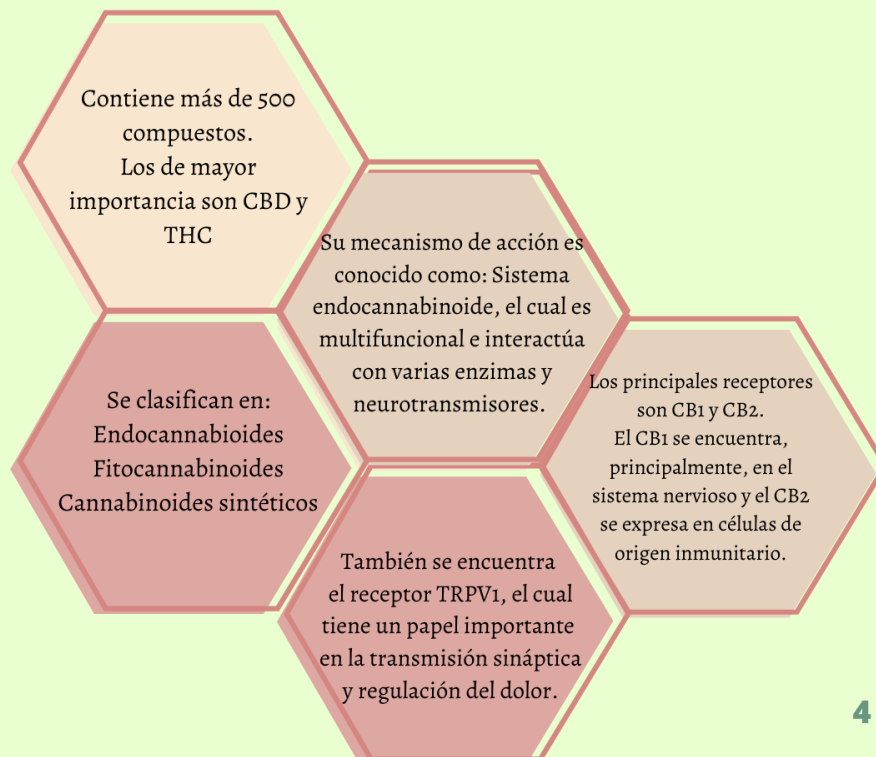 Contiene más de 500
compuestos.
Los de mayor
importancia son CBD y
THC
Su mecanismo de acción es
conocido como: Sistema
endocannabinoide, el cual es
multifuncional e interactúa
con varias enzimas y
neurotransmisores.
Se clasifican en:
Endocannabioides
Fitocannabinoides
Cannabinoides sintéticos
Los principales receptores
son CB1 y CB2.
El CB1 se encuentra,
principalmente, en el
sistema nervioso y el CB2
se expresa en células de
origen inmunitario.
También se encuentra
el receptor TRPV1, el cual
tiene un papel importante
en la transmisión sináptica
y regulación del dolor.
4